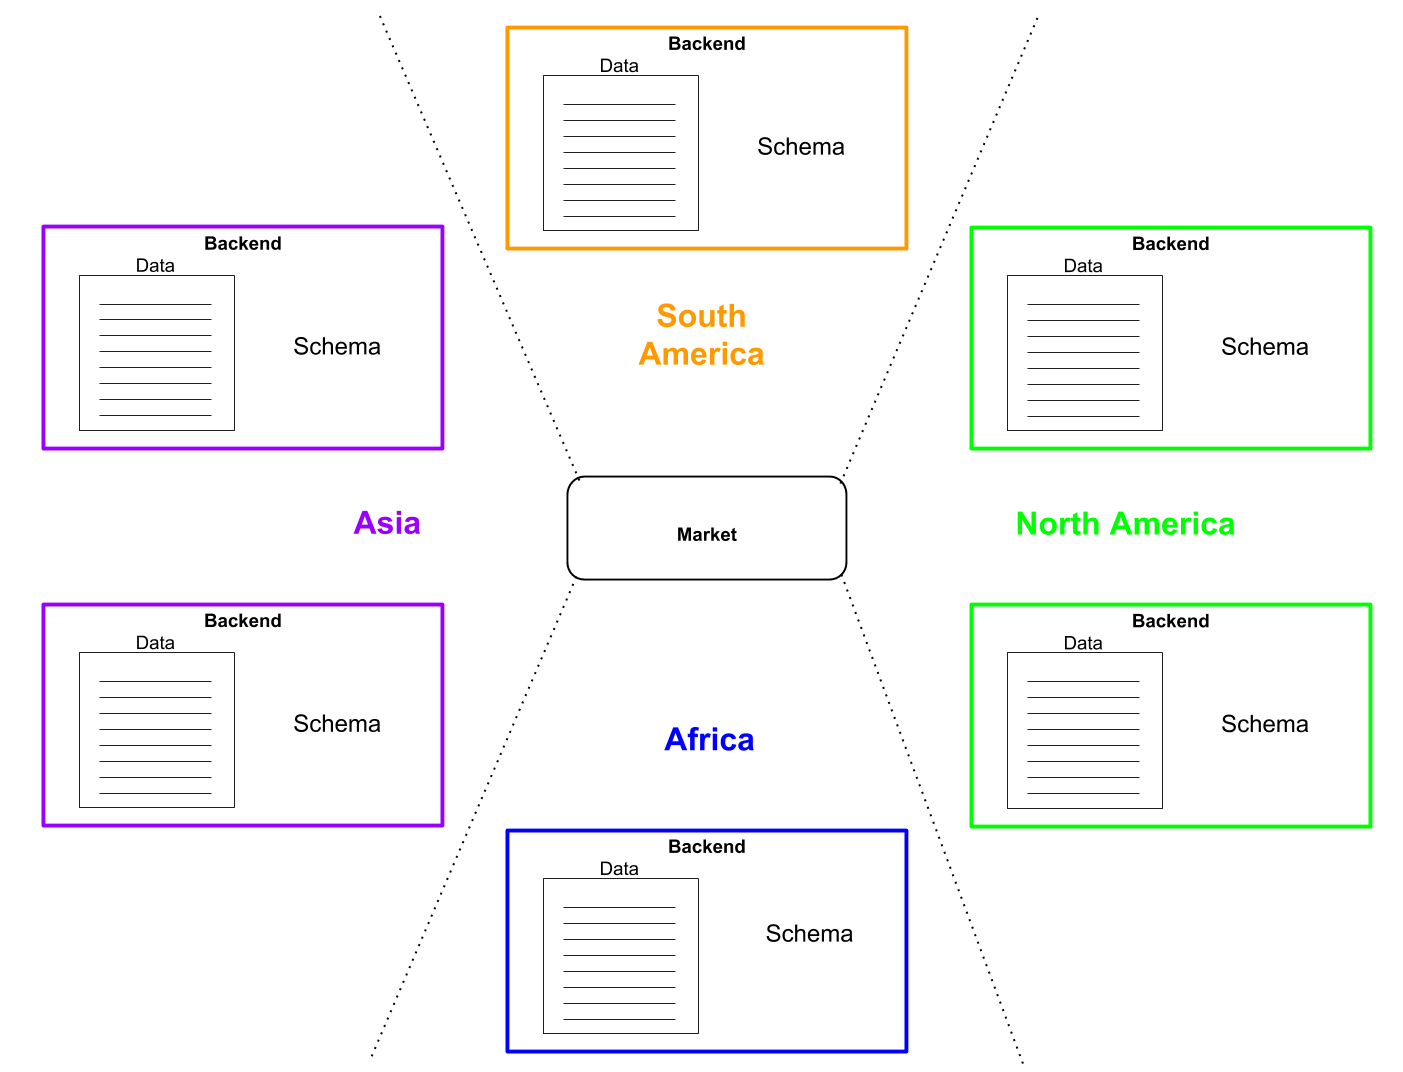 Backend
Data
Schema
Backend
Data
Schema
Backend
Data
Schema
South
America
Asia
Market
North America
Backend
Data
Schema
Backend
Data
Schema
Africa
Backend
Data
Schema